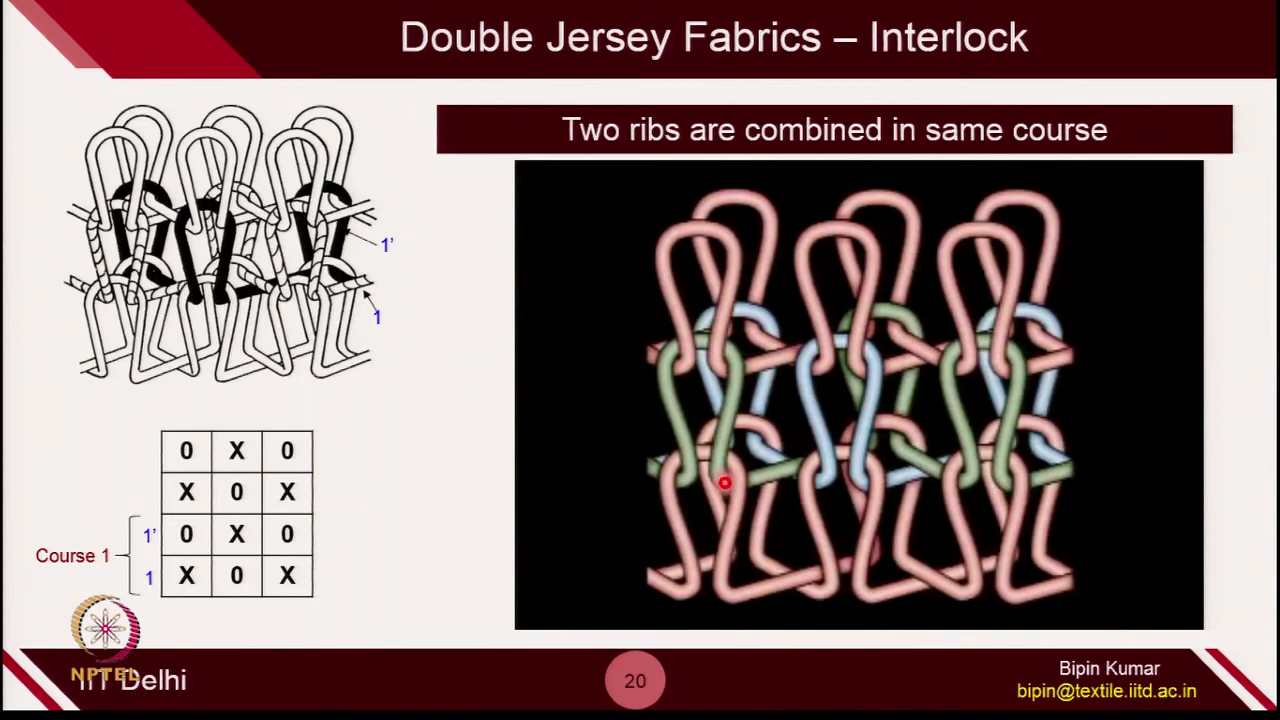 Double Jersey Fabrics – Interlock
Two ribs are combined in same course
1’
1
0 X 0
X 0 X
1’ 0 X 0
Course 1
1 X 0 X
NPTEL
IIT Delhi
20
Bipin Kumar
bipin@textile.iitd.ac.in